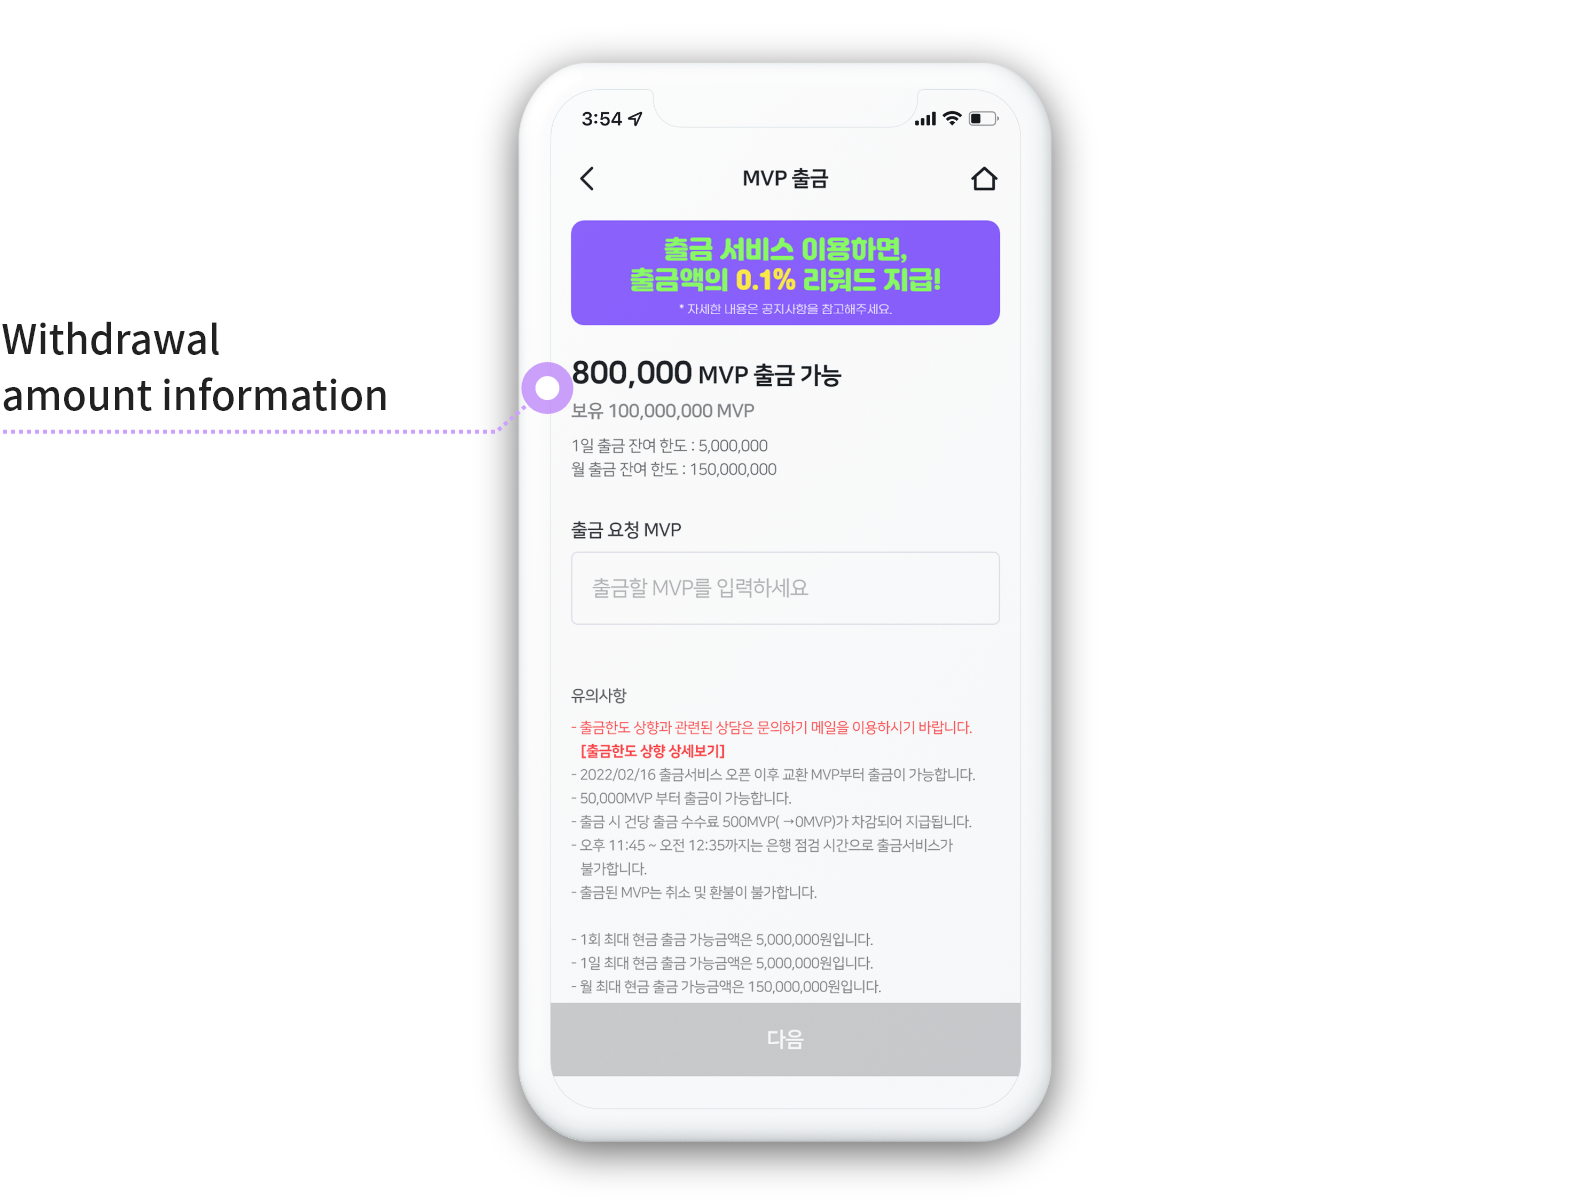 Withdrawal
amount information
3:54
MVP 출금
출금 서비스 이용하면,
출금액의 0.1% 리워드 지급!
* 자세한 내용은 공지사항을 참고해주세요.
800,000 MVP 출금 가능
보유 100,000,000 MVP
1일 출금 잔여 한도 : 5,000,000
월 출금 잔여 한도 : 150,000,000
출금 요청 MVP
출금할 MVP를 입력하세요
유의사항
- 출금한도 상향과 관련된 상담은 문의하기 메일을 이용하시기 바랍니다.
[출금한도 상향 상세보기]
- 2022/02/16 출금서비스 오픈 이후 교환 MVP부터 출금이 가능합니다.
- 50,000MVP 부터 출금이 가능합니다.
- 출금 시 건당 출금 수수료 500MVP( →0MVP)가 차감되어 지급됩니다.
- 오후 11:45 ~ 오전 12:35까지는 은행 점검 시간으로 출금서비스가
불가합니다.
- 출금된 MVP는 취소 및 환불이 불가합니다.
- 1회 최대 현금 출금 가능금액은 5,000,000원입니다.
- 1일 최대 현금 출금 가능금액은 5,000,000원입니다.
- 월 최대 현금 출금 가능금액은 150,000,000원입니다.
다음